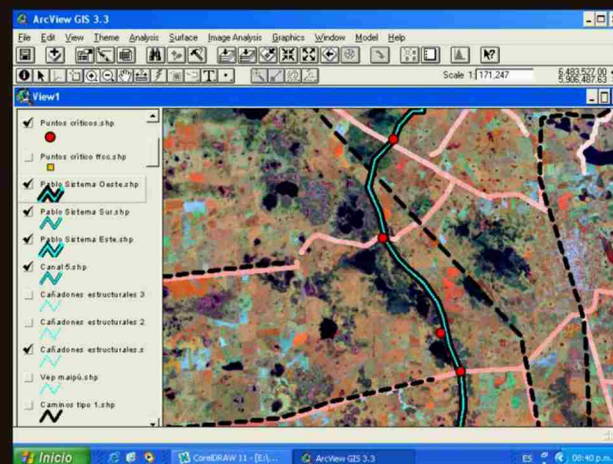 ArcView GIS 3.3
File Edit View Theme Analysis Surface Image Analysis Graphics Window Model Help
Scale 1: 171,247
6.483.527,00
5.906.487,63
View1
Puntos criticos.shp
Puntos critico ffcc.shp
Pablo Sistema Oeste.shp
Pablo Sistema Sur.shp
Pablo Sistema Este.shp
Canal 5.shp
Cañadones estructurales 3
Cañadones estructurales 2
Cañadones estructurales.s
Vep maipú.shp
Caminos tipo 1.shp
Inicio
CorelDRAW 11 - [E:\...
ArcView GIS 3.3
ES
08:40 p.m.